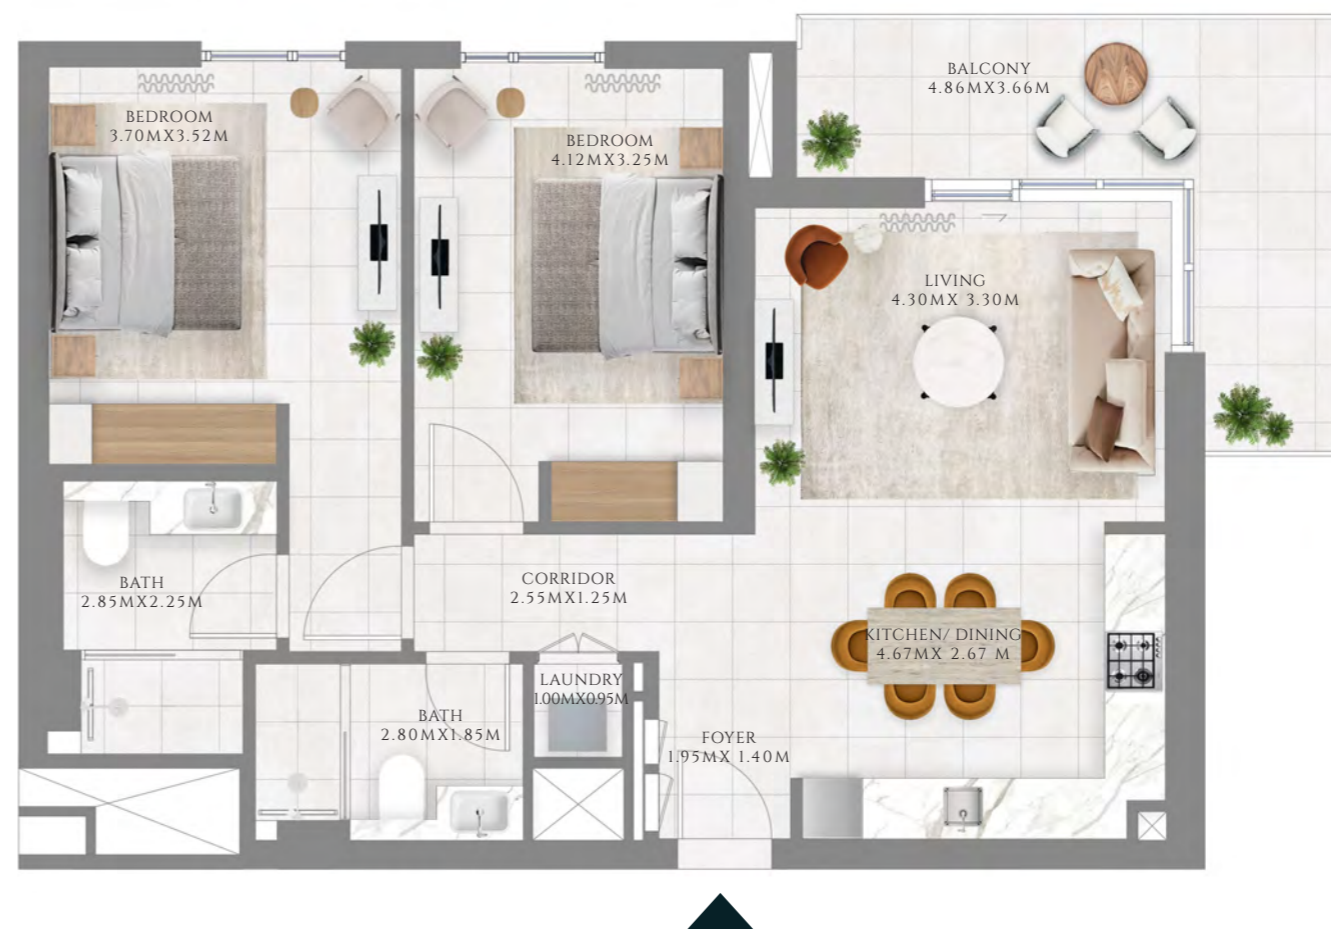 BEDROOM
3.70MX3.52M
BEDROOM
4.12MX3.25M
BALCONY
4.86MX3.66M
LIVING
4.30MX 3.30M
BATH
2.85MX2.25M
CORRIDOR
2.55MX1.25M
KITCHEN/ DINING
4.67MX 2.67 M
LAUNDRY
1.00MX0.95M
BATH
2.80MX1.85M
FOYER
1.95MX 1.40M